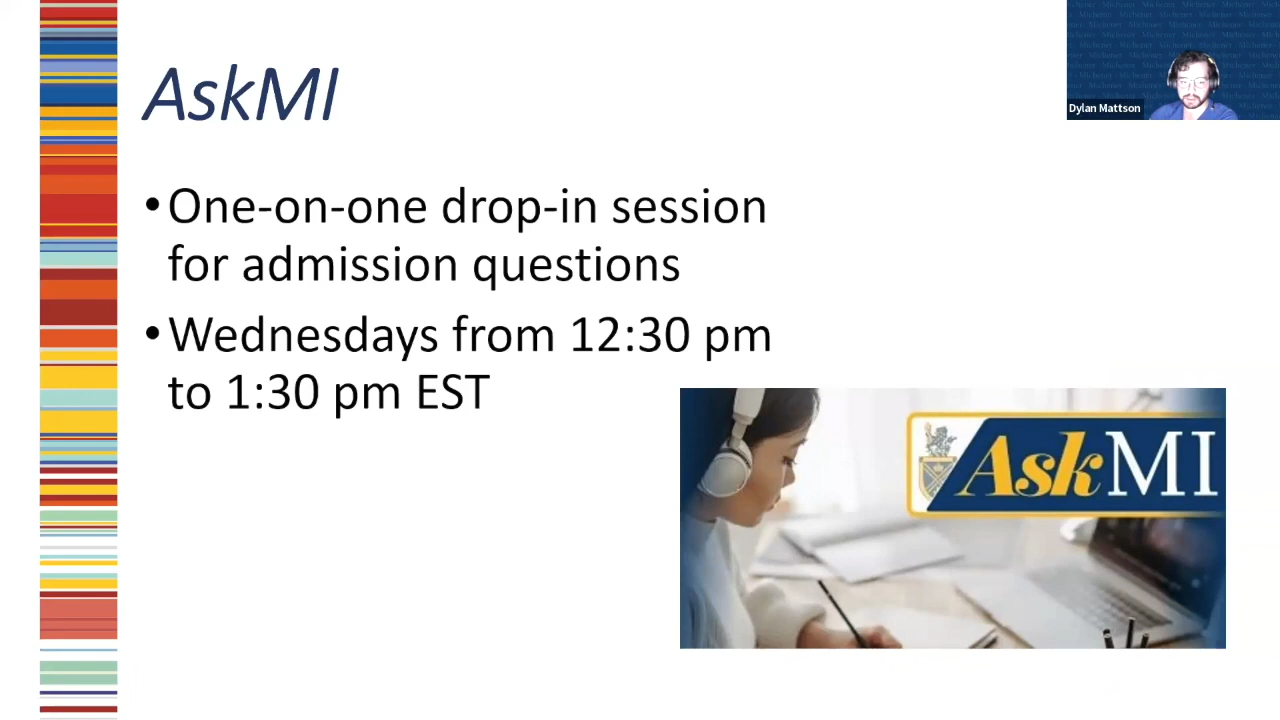 AskMI
• One-on-one drop-in session
for admission questions
• Wednesdays from 12:30 pm
to 1:30 pm EST
AskMI
Dylan Mattson
Michener